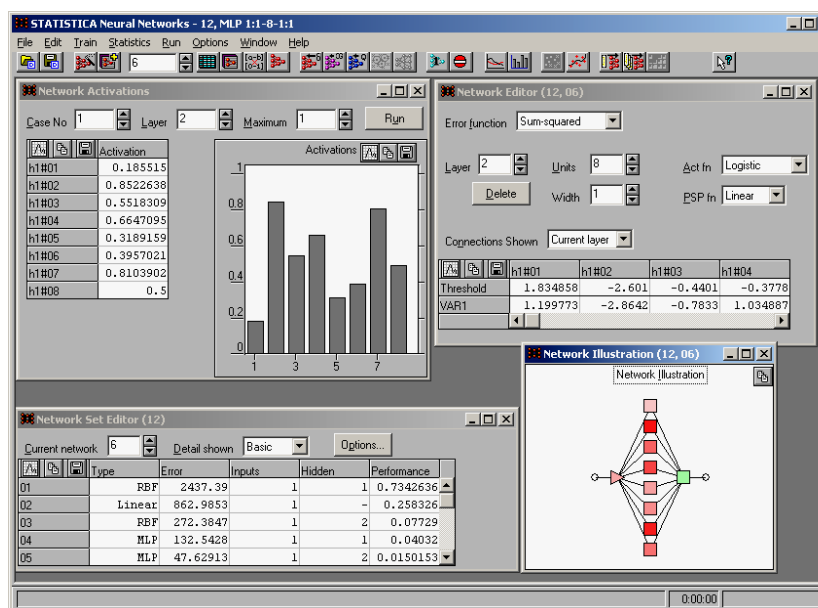 STATISTICA Neural Networks - 12, MLP 1:1-8-1:1
File Edit Train Statistics Run Options Window Help
6
Network Activations
Case No 1 Layer 2 Maximum 1 Run
Activation
h1#01 0.185515
h1#02 0.8522638
h1#03 0.5518309
h1#04 0.6647095
h1#05 0.3189159
h1#06 0.3957021
h1#07 0.8103902
h1#08 0.5
Activations
1
0.8
0.6
0.4
0.2
0
1 3 5 7
Network Editor (12, 06)
Error function Sum-squared
Layer 2 Units 8 Act fn Logistic
Delete Width 1 PSP fn Linear
Connections Shown Current layer
h1#01 h1#02 h1#03 h1#04
Threshold 1.834858 -2.601 -0.4401 -0.3778
VAR1 1.199773 -2.8642 -0.7833 1.034887
Network Set Editor (12)
Current network 6 Detail shown Basic Options...
Type Error Inputs Hidden Performance
01 RBF 2437.39 1 1 0.7342636
02 Linear 862.9853 1 - 0.258326
03 RBF 272.3847 1 2 0.07729
04 MLP 132.5428 1 1 0.04032
05 MLP 47.62913 1 2 0.0150153
Network Illustration (12, 06)
Network Illustration
0:00:00